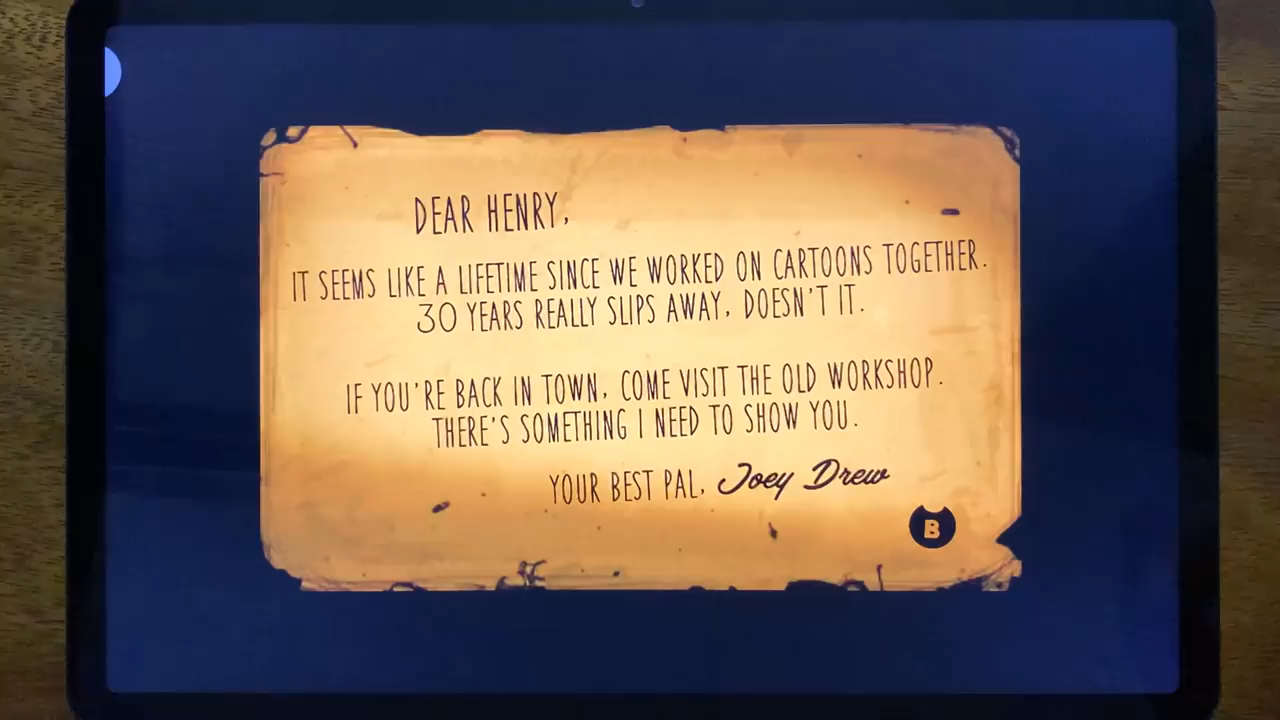 DEAR HENRY,
IT SEEMS LIKE A LIFETIME SINCE WE WORKED ON CARTOONS TOGETHER.
30 YEARS REALLY SLIPS AWAY, DOESN'T IT.
IF YOU'RE BACK IN TOWN, COME VISIT THE OLD WORKSHOP.
THERE'S SOMETHING I NEED TO SHOW YOU.
YOUR BEST PAL, Joey Drew
B